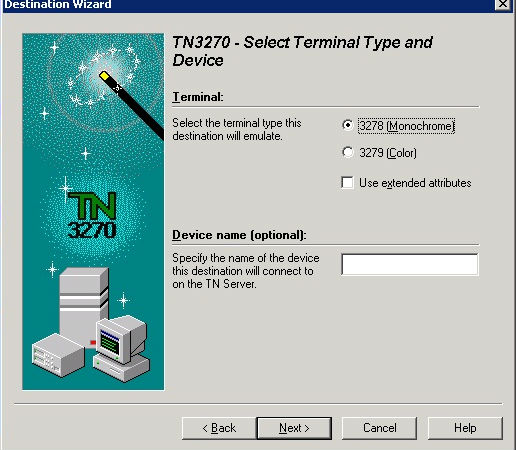 Destination Wizard
TN3270 - Select Terminal Type and
Device
Terminal:
Select the terminal type this
destination will emulate.
3278 (Monochrome)
3279 (Color)
Use extended attributes
TN
3270
Device name (optional):
Specify the name of the device
this destination will connect to
on the TN Server.
< Back
Next >
Cancel
Help